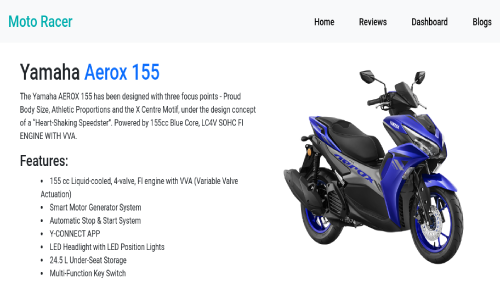 Moto Racer
Home Reviews Dashboard Blogs
Yamaha Aerox 155
The Yamaha AEROX 155 has been designed with three focus points - Proud
Body Size, Athletic Proportions and the X Centre Motif, under the design concept
of a "Heart-Shaking Speedster". Powered by 155cc Blue Core, LC4V SOHC FI
ENGINE WITH VVA.
Features:
• 155 cc Liquid-cooled, 4-valve, FI engine with VVA (Variable Valve
Actuation)
• Smart Motor Generator System
• Automatic Stop & Start System
• Y-CONNECT APP
• LED Headlight with LED Position Lights
• 24.5 L Under-Seat Storage
• Multi-Function Key Switch
AEROX